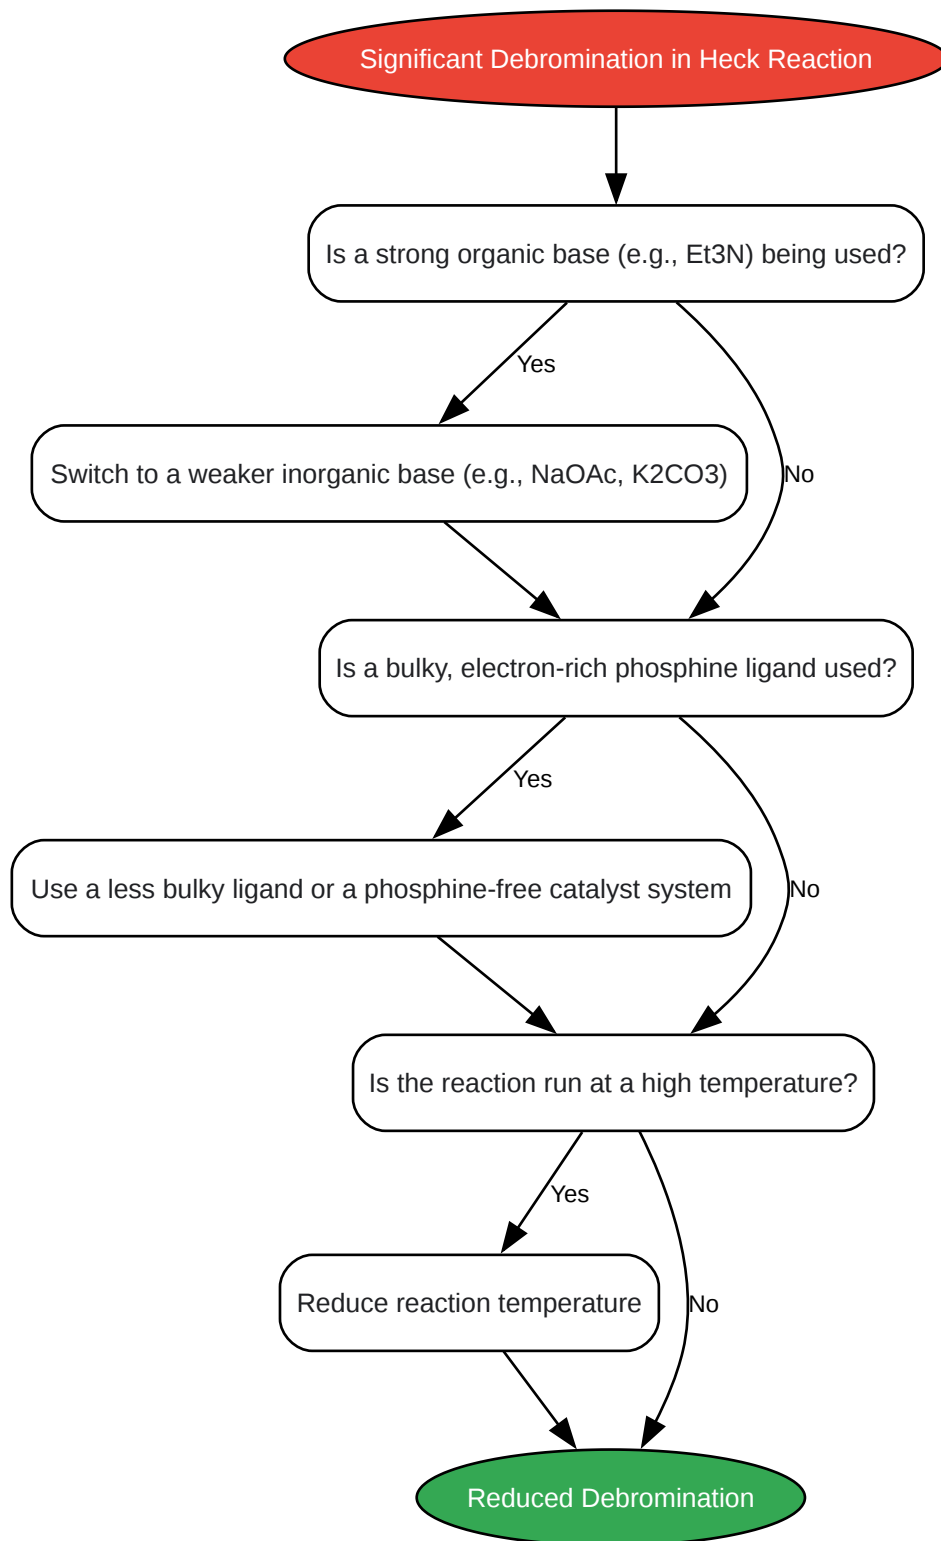 Significant Debromination in Heck Reaction
Is a strong organic base (e.g., Et3N) being used?
Yes
Switch to a weaker inorganic base (e.g., NaOAc, K2CO3)
No
Is a bulky, electron-rich phosphine ligand used?
Yes
Use a less bulky ligand or a phosphine-free catalyst system
No
Is the reaction run at a high temperature?
Yes
Reduce reaction temperature
No
Reduced Debromination